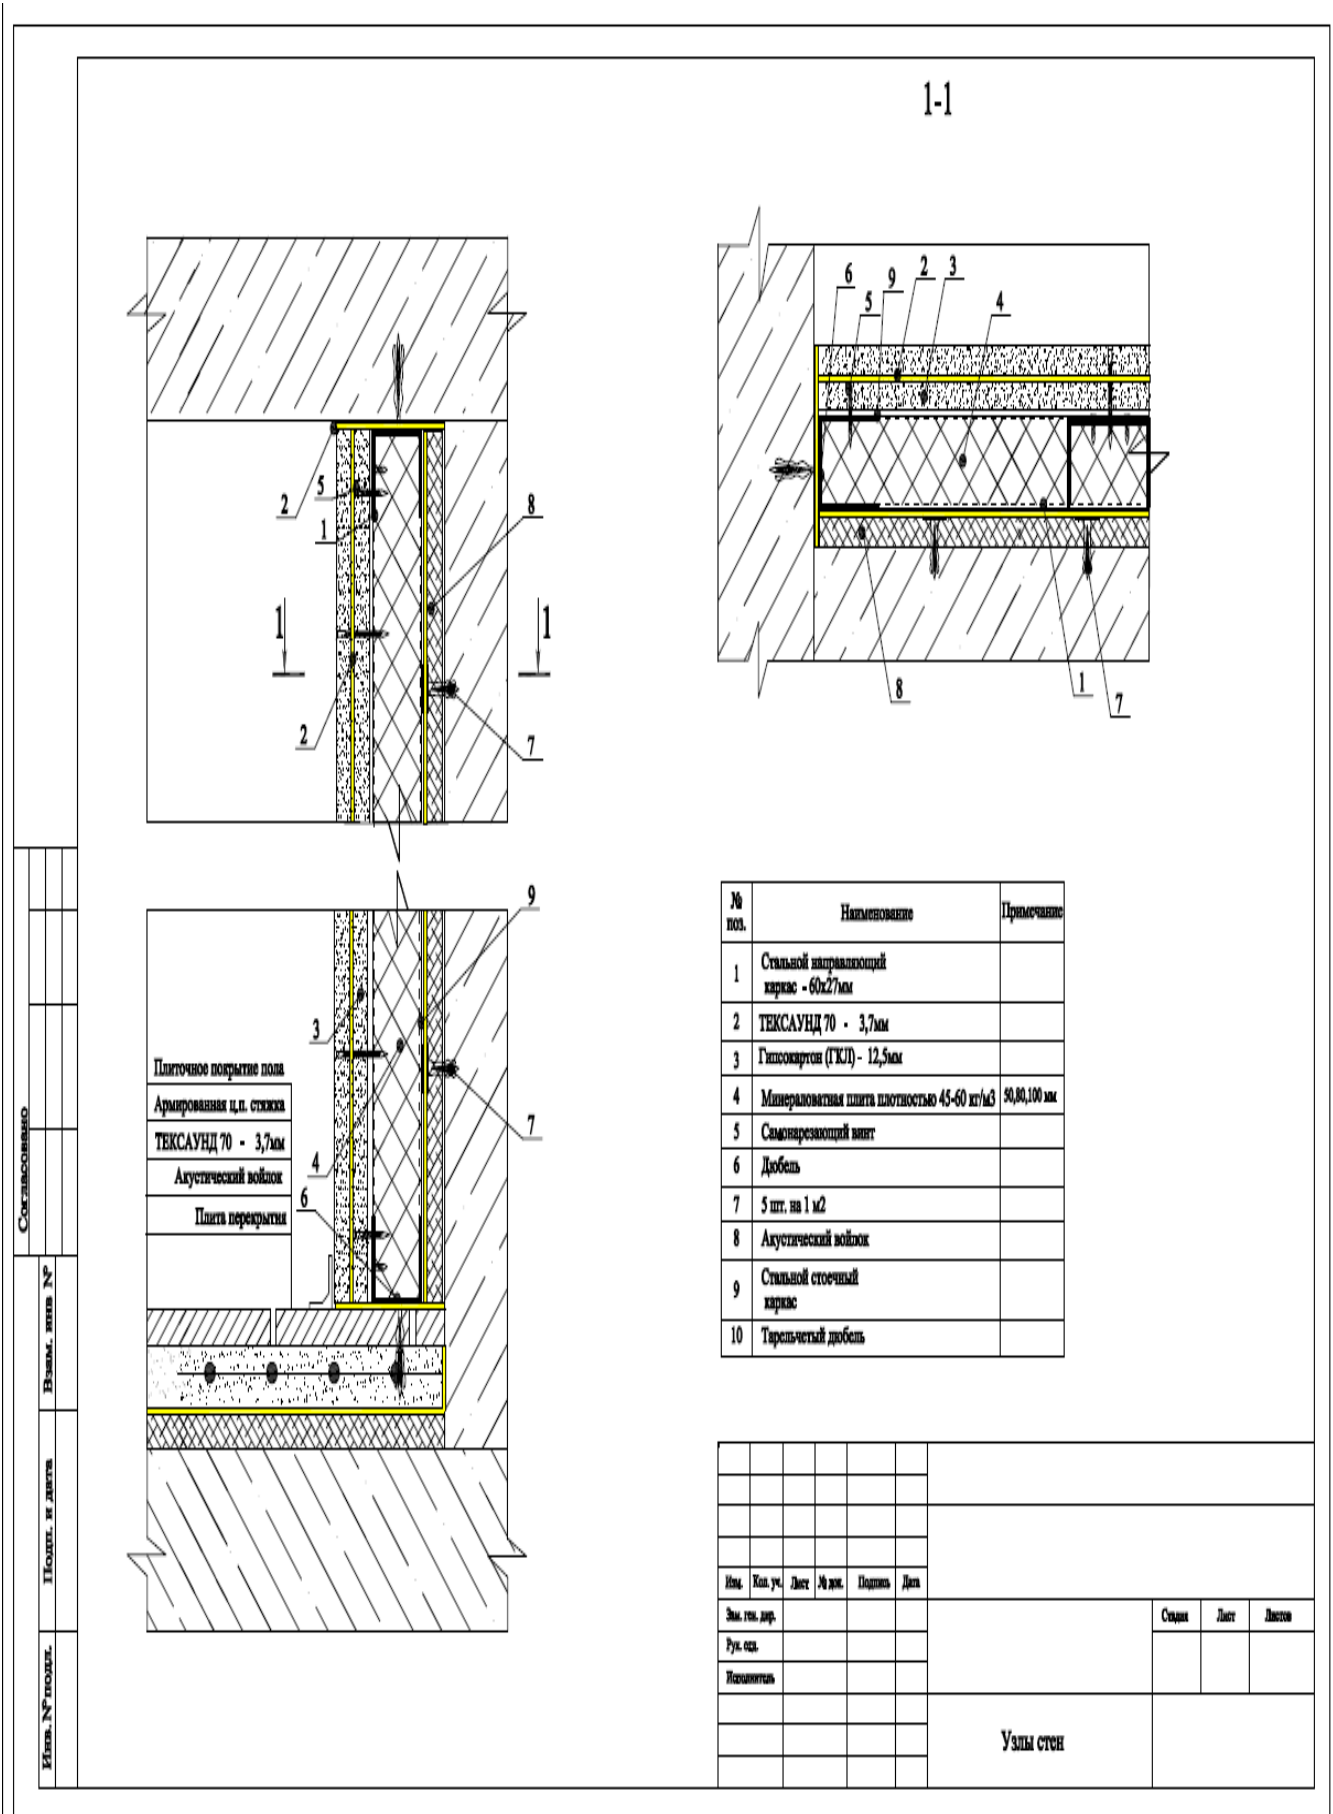 1-1
6
9
2
3
5
4
5
2
1
8
1
1
2
7
8
1
7
9
3
4
6
7
Плиточное покрытие пола
Армированная ц.п. стяжка
ТЕКСАУНД 70 - 3,7мм
Акустический войлок
Плита перекрытия
№ поз.
Наименование
Примечание
1
Стальной направляющий
каркас - 60х27мм
2
ТЕКСАУНД 70 - 3,7мм
3
Гипсокартон (ГКЛ) - 12,5мм
4
Минераловатная плита плотностью 45-60 кг/м3
50,80,100 мм
5
Самонарезающий винт
6
Дюбель
7
5 шт. на 1 м2
8
Акустический войлок
9
Стальной стоечный
каркас
10
Тарельчетый дюбель
Согласовано
Взам. инв №
Подп. и дата
Инв. № подл.
Изм.
Кол. уч.
Лист
№ док.
Подпись
Дата
Зам. ген. дир.
Рук. отд.
Исполнитель
Стадия
Лист
Листов
Узлы стен